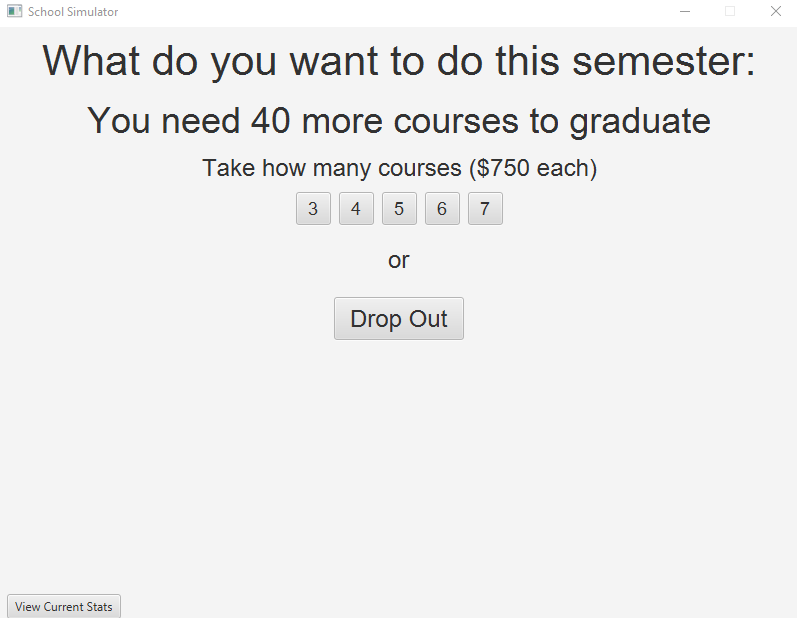 School Simulator
What do you want to do this semester:
You need 40 more courses to graduate
Take how many courses ($750 each)
3 4 5 6 7
or
Drop Out
View Current Stats